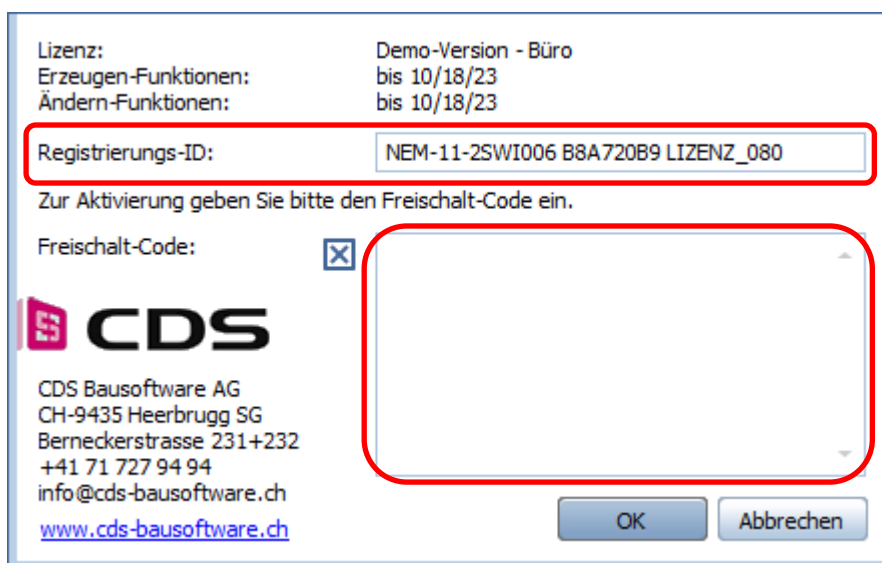 Lizenz: Demo-Version - Büro
Erzeugen-Funktionen: bis 10/18/23
Ändern-Funktionen: bis 10/18/23
Registrierungs-ID: NEM-11-2SWI006 B8A720B9 LIZENZ_080
Zur Aktivierung geben Sie bitte den Freischalt-Code ein.
Freischalt-Code:
CDS
CDS Bausoftware AG
CH-9435 Heerbrugg SG
Berneckerstrasse 231+232
+41 71 727 94 94
info@cds-bausoftware.ch
www.cds-bausoftware.ch
OK Abbrechen